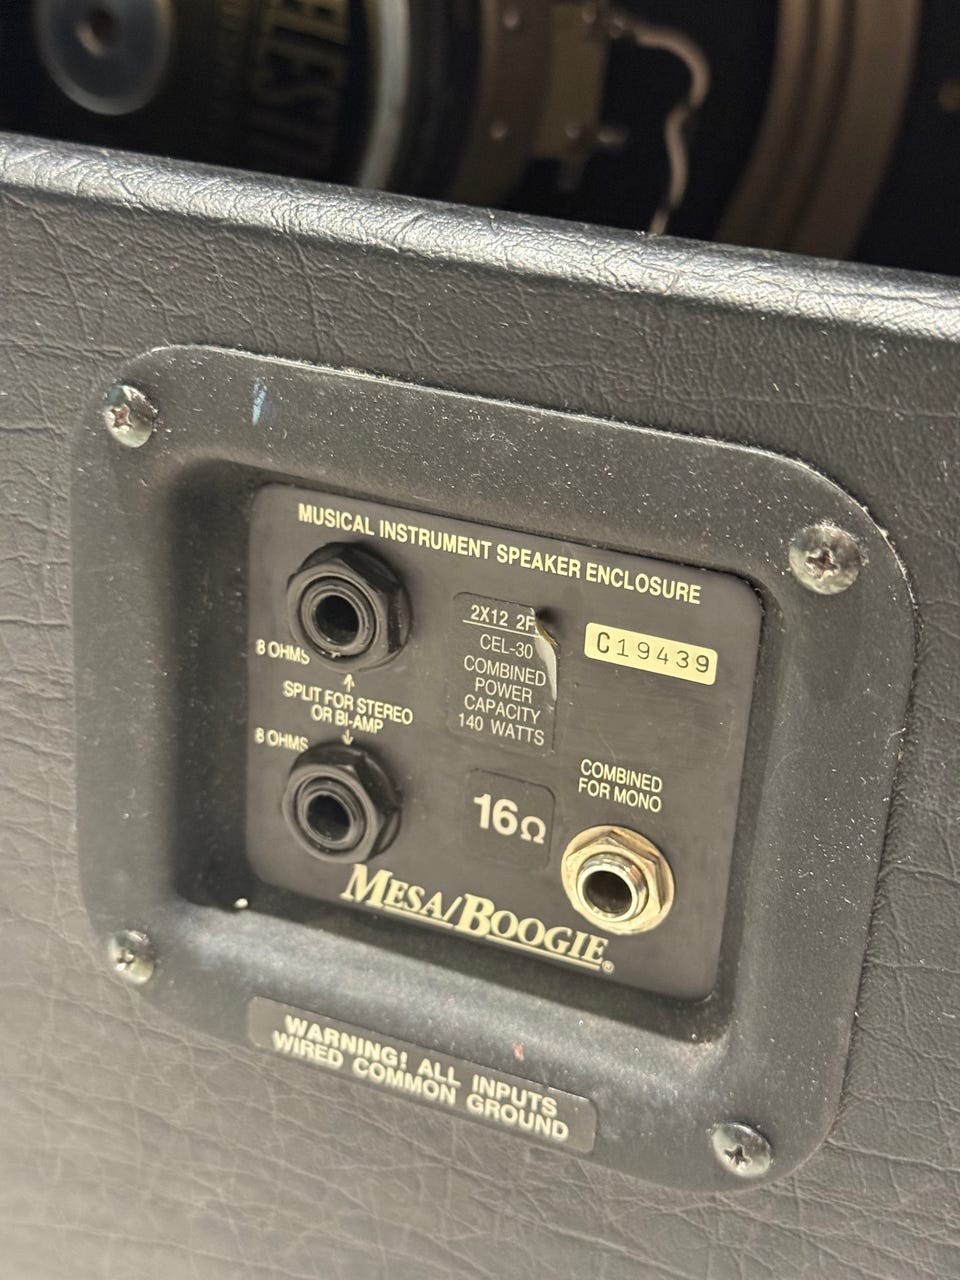 MUSICAL INSTRUMENT SPEAKER ENCLOSURE
8 OHMS
SPLIT FOR STEREO
OR BI-AMP
8 OHMS
2X12
CEL-30
COMBINED
POWER
CAPACITY
140 WATTS
C19439
16Ω
COMBINED
FOR MONO
MESA/BOOGIE®
WARNING! ALL INPUTS
WIRED COMMON GROUND